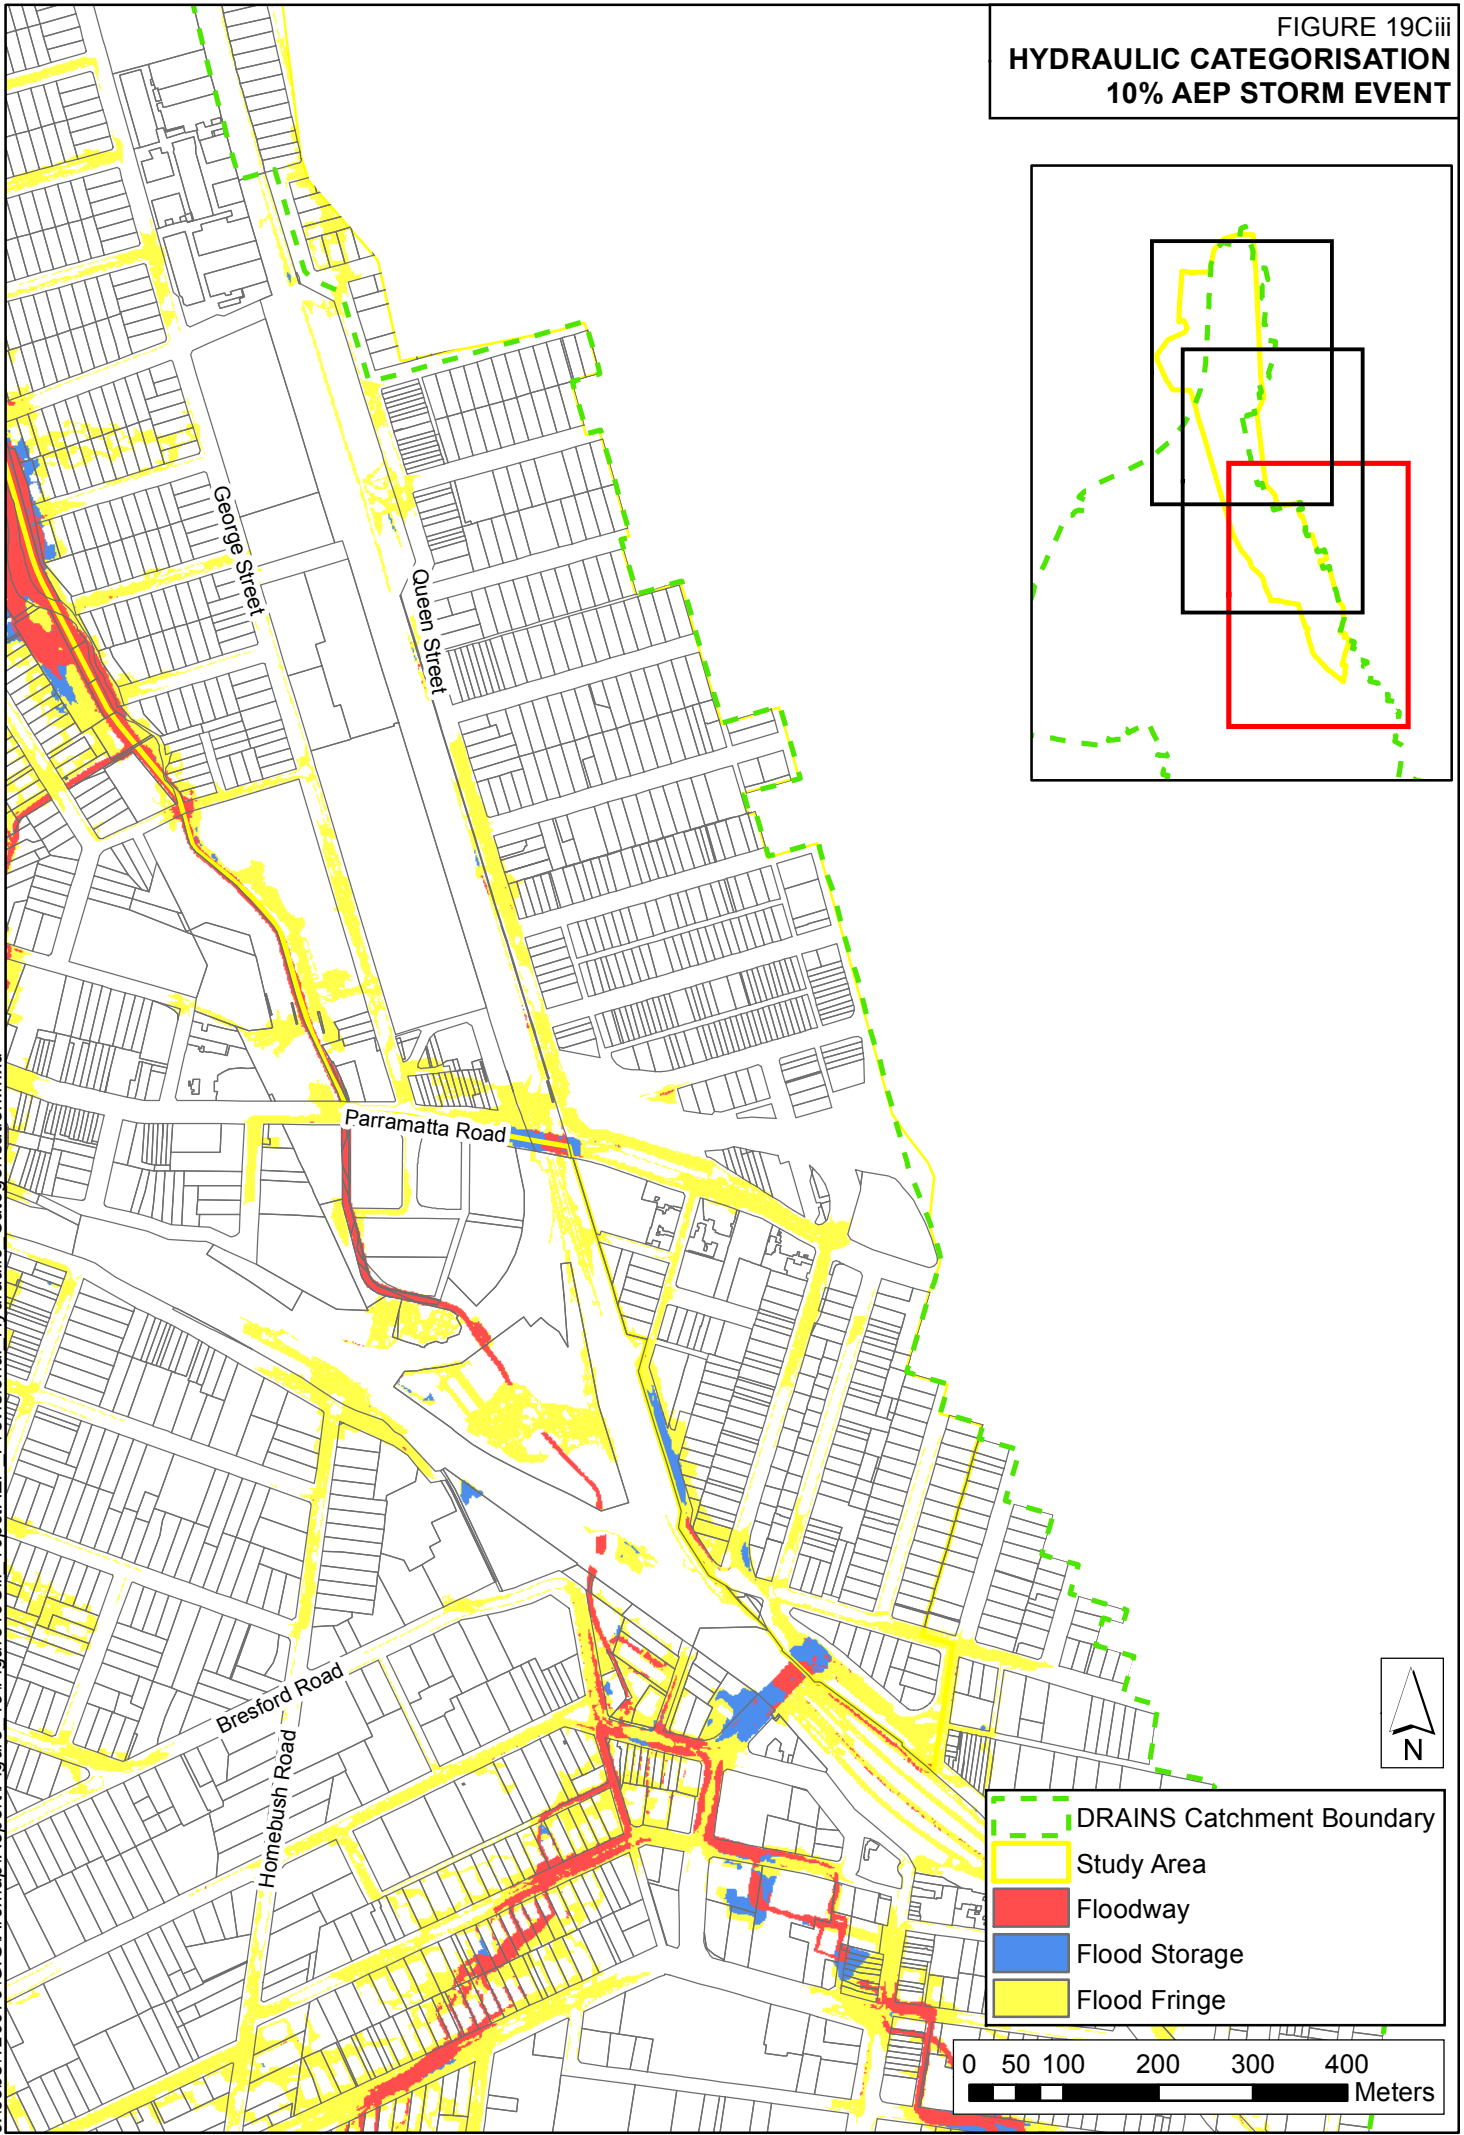 FIGURE 19Ciii
HYDRAULIC CATEGORISATION
10% AEP STORM EVENT
George Street
Queen Street
Parramatta Road
Bresford Road
Homebush Road
N
DRAINS Catchment Boundary
Study Area
Floodway
Flood Storage
Flood Fringe
0 50 100 200 300 400
Meters